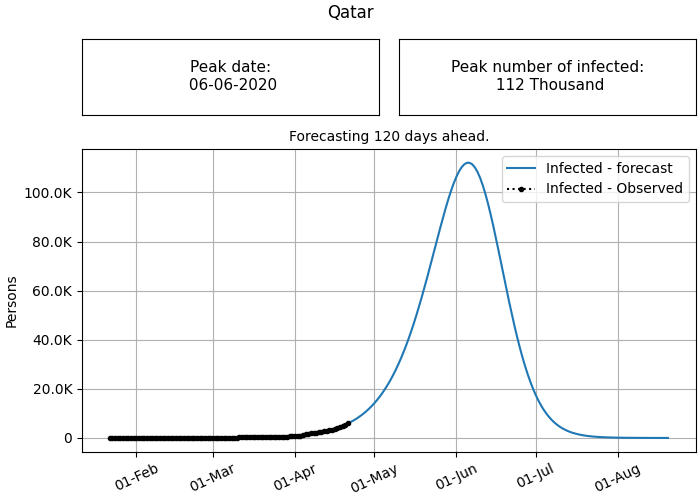 Qatar
Peak date:
06-06-2020
Peak number of infected:
112 Thousand
Forecasting 120 days ahead.
Infected - forecast
Infected - Observed
Persons
100.0K
80.0K
60.0K
40.0K
20.0K
0
01-Feb
01-Mar
01-Apr
01-May
01-Jun
01-Jul
01-Aug